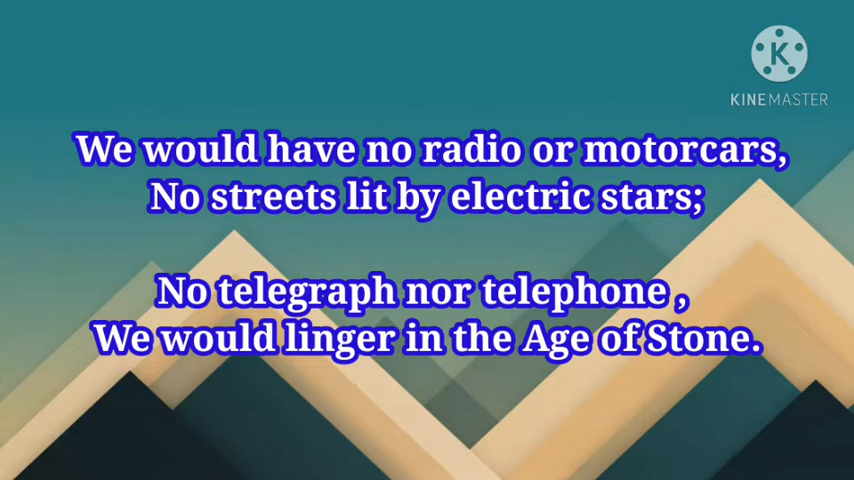 K
KINEMASTER
We would have no radio or motorcars,
No streets lit by electric stars;
No telegraph nor telephone ,
We would linger in the Age of Stone.